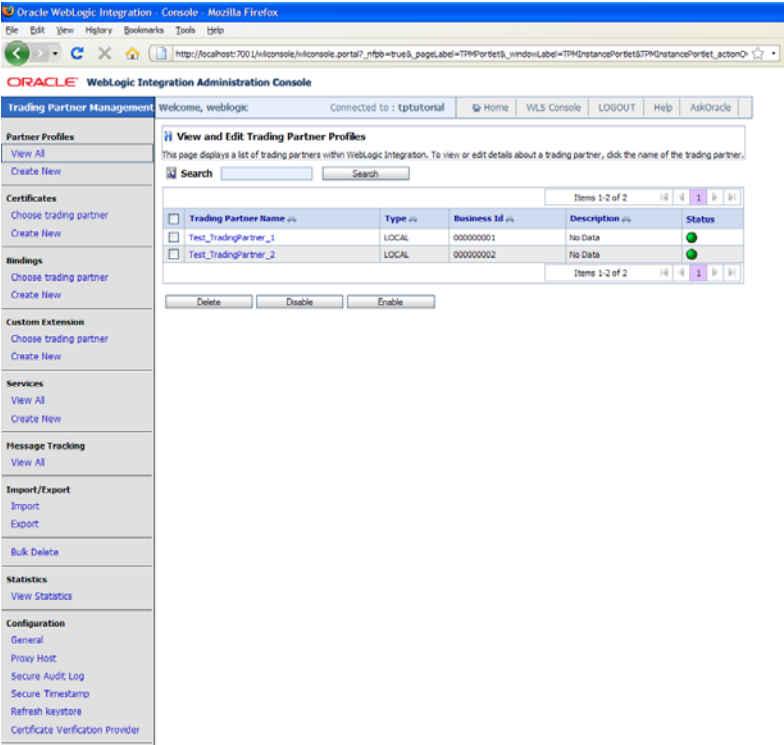 Oracle WebLogic Integration - Console - Mozilla Firefox
File Edit View History Bookmarks Tools Help
http://localhost:7001/wliconsole/wliconsole.portal?_nfpb=true&_pageLabel=TPMPortlet&_windowLabel=TPMInstancePortlet&TPMInstancePortlet_actionO
ORACLE WebLogic Integration Administration Console
Trading Partner Management
Welcome, weblogic Connected to : tptutorial Home WLS Console LOGOUT Help AskOracle
Partner Profiles
View All
Create New
Certificates
Choose trading partner
Create New
Bindings
Choose trading partner
Create New
Custom Extension
Choose trading partner
Create New
Services
View All
Create New
Message Tracking
View All
Import/Export
Import
Export
Bulk Delete
Statistics
View Statistics
Configuration
General
Proxy Host
Secure Audit Log
Secure Timestamp
Refresh keystore
Certificate Verification Provider
View and Edit Trading Partner Profiles
This page displays a list of trading partners within WebLogic Integration. To view or edit details about a trading partner, click the name of the trading partner.
Search Search
Items 1-2 of 2 1
Trading Partner Name Type Business Id Description Status
Test_TradingPartner_1 LOCAL 000000001 No Data
Test_TradingPartner_2 LOCAL 000000002 No Data
Items 1-2 of 2 1
Delete Disable Enable